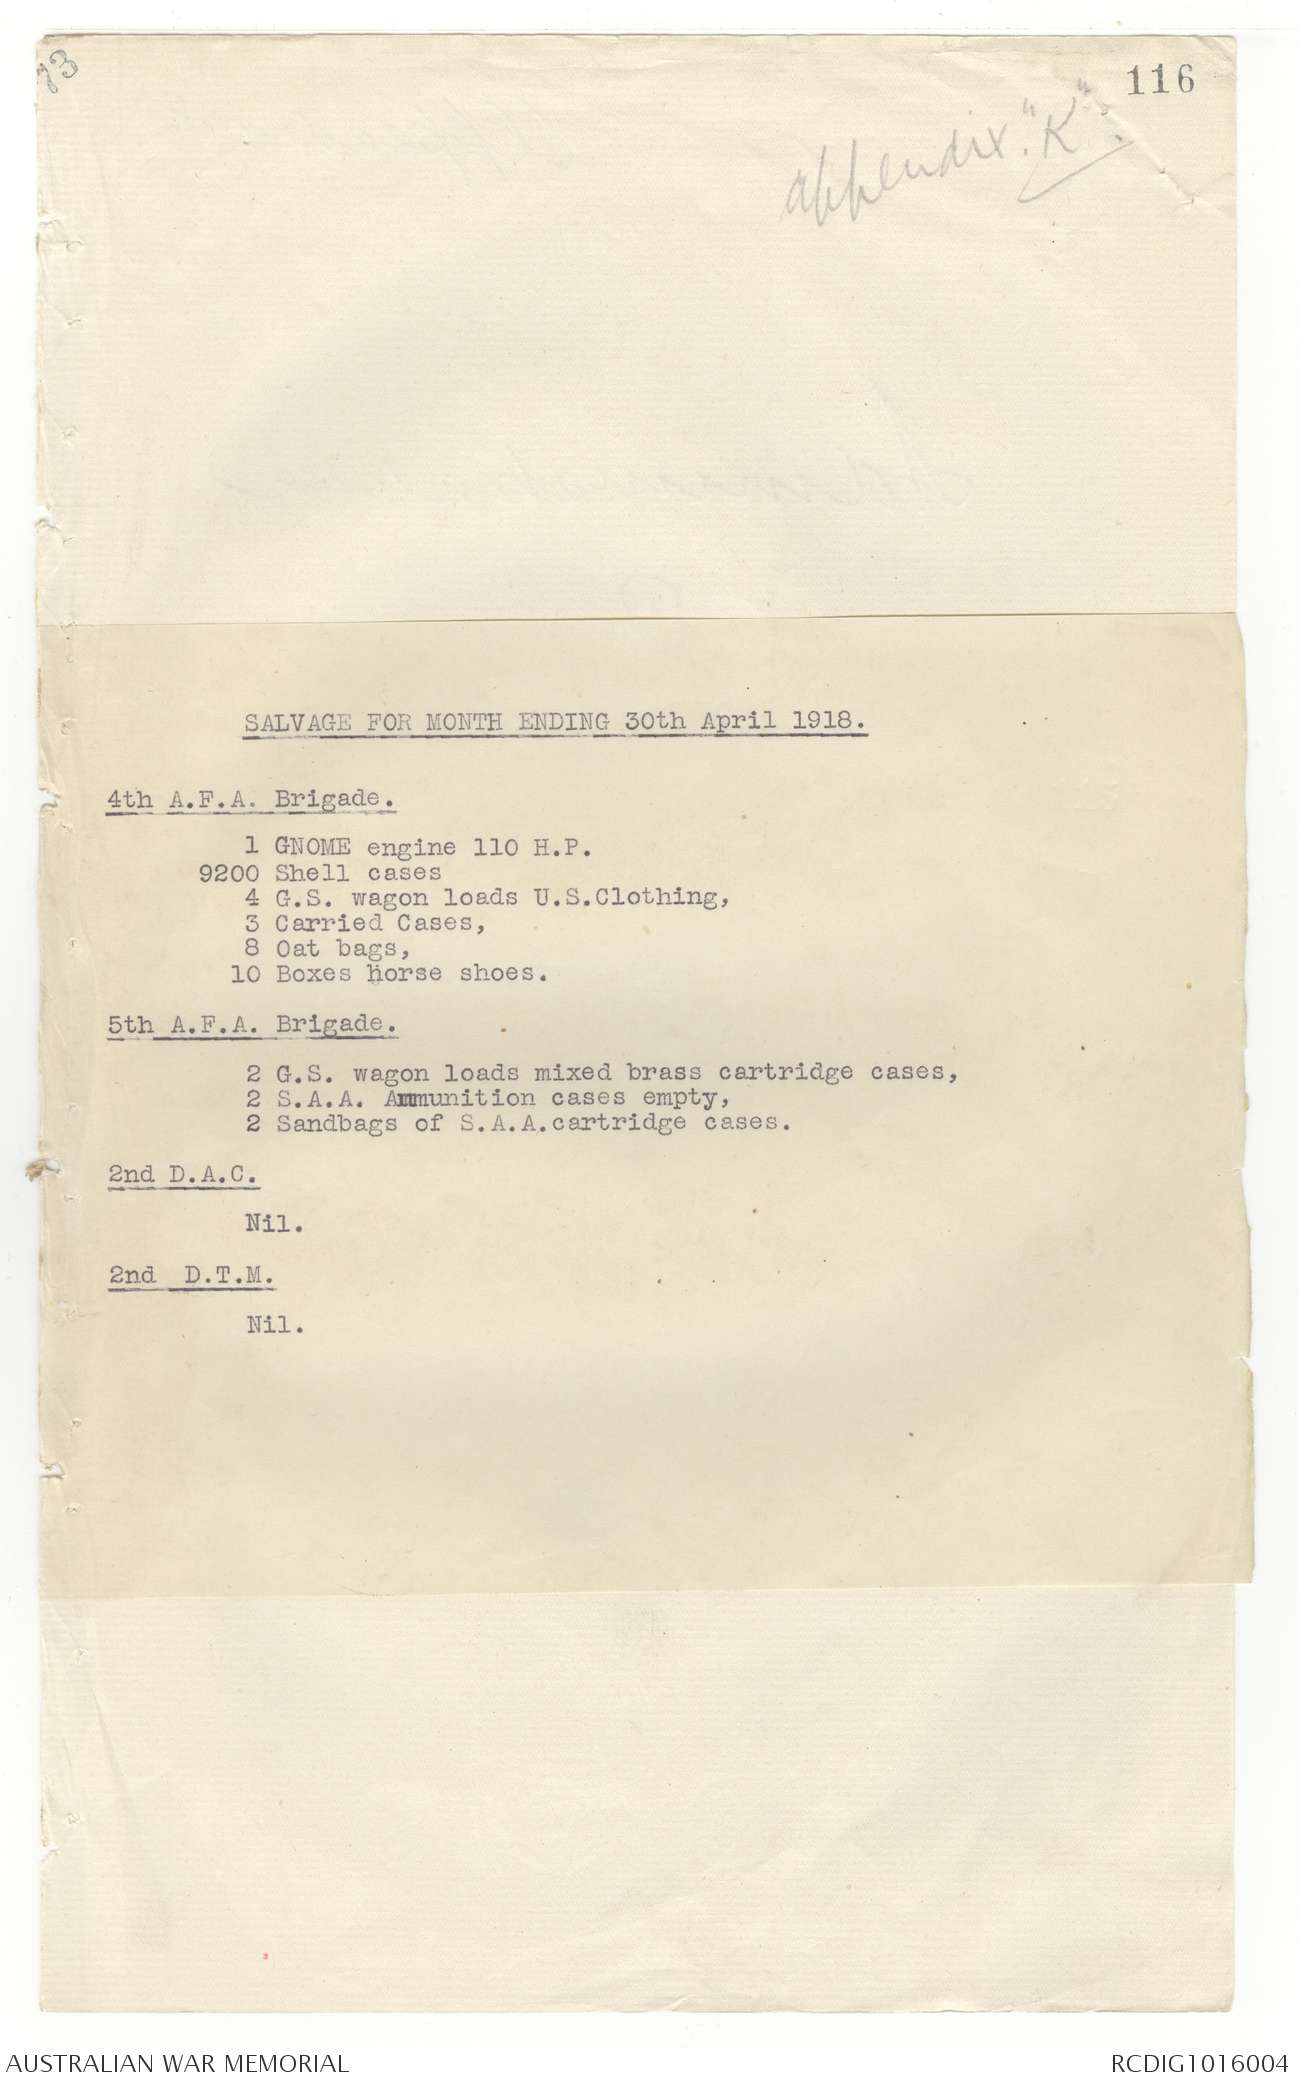 116
appendix. "K".
SALVAGE FOR MONTH ENDING 30th April 1918.
4th A.F.A. Brigade.
1 GNOME engine 110 H.P.
9200 Shell cases
4 G.S. wagon loads U.S.Clothing,
3 Carried Cases,
8 Oat bags,
10 Boxes horse shoes.
5th A.F.A. Brigade.
2 G.S. wagon loads mixed brass cartridge cases,
2 S.A.A. Ammunition cases empty,
2 Sandbags of S.A.A.cartridge cases.
2nd D.A.C.
Nil.
2nd D.T.M.
Nil.
AUSTRALIAN WAR MEMORIAL
RCDIG1016004